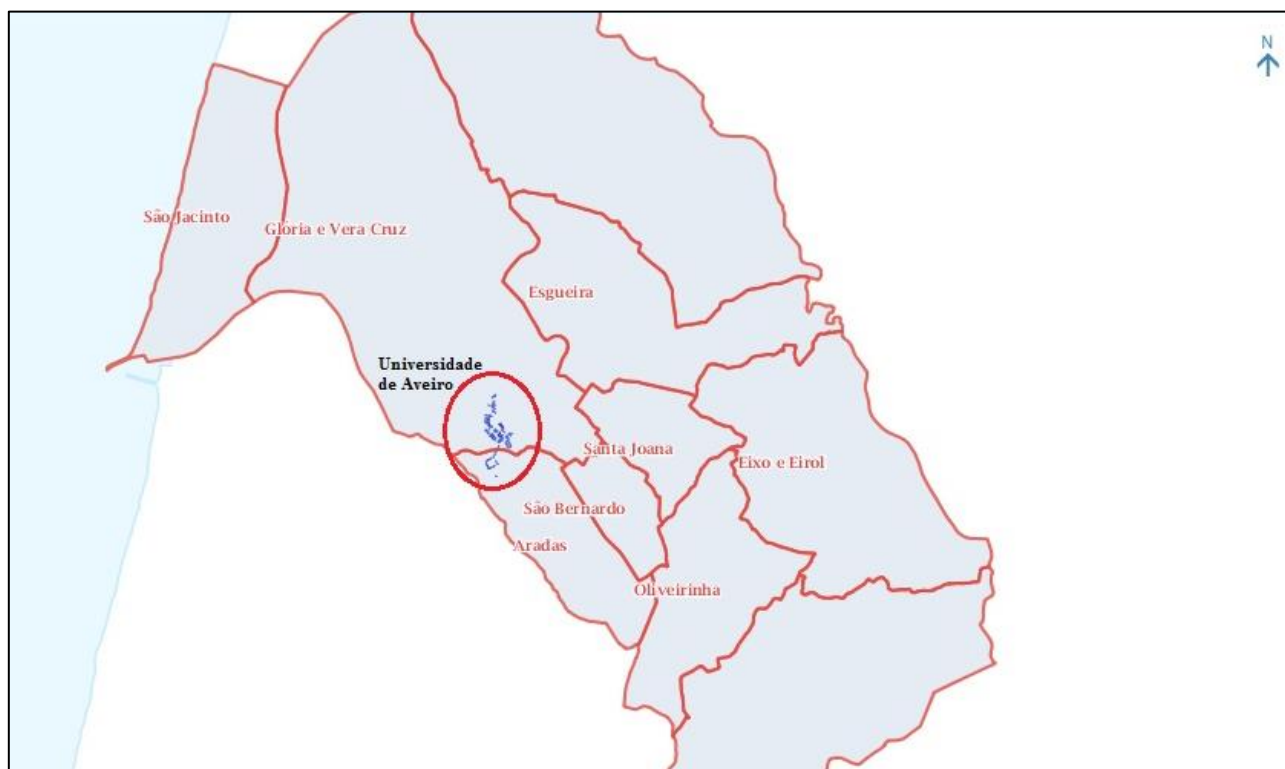 N
São Jacinto
Glória e Vera Cruz
Esgueira
Universidade
de Aveiro
Santa Joana
Eixo e Eirol
São Bernardo
Aradas
Oliveirinha